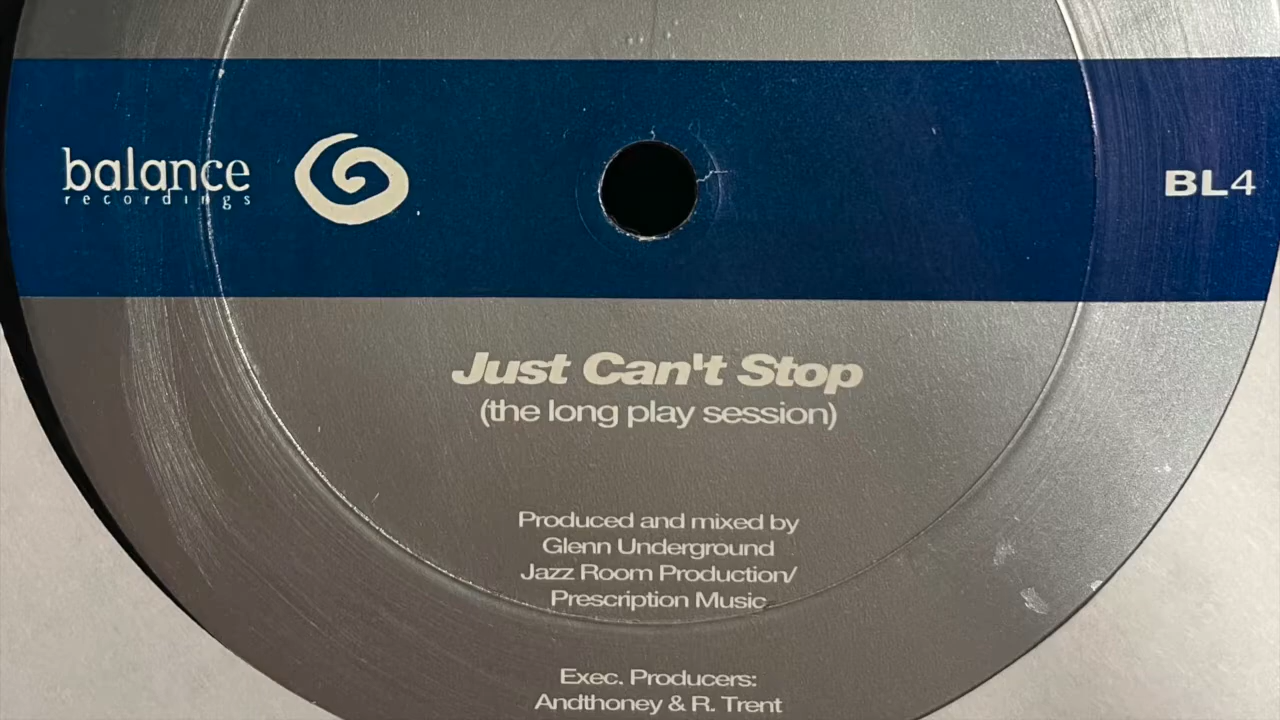 balance
recordings
BL4
Just Can't Stop
(the long play session)
Produced and mixed by
Glenn Underground
Jazz Room Production/
Prescription Music
Exec. Producers:
Andthoney & R. Trent